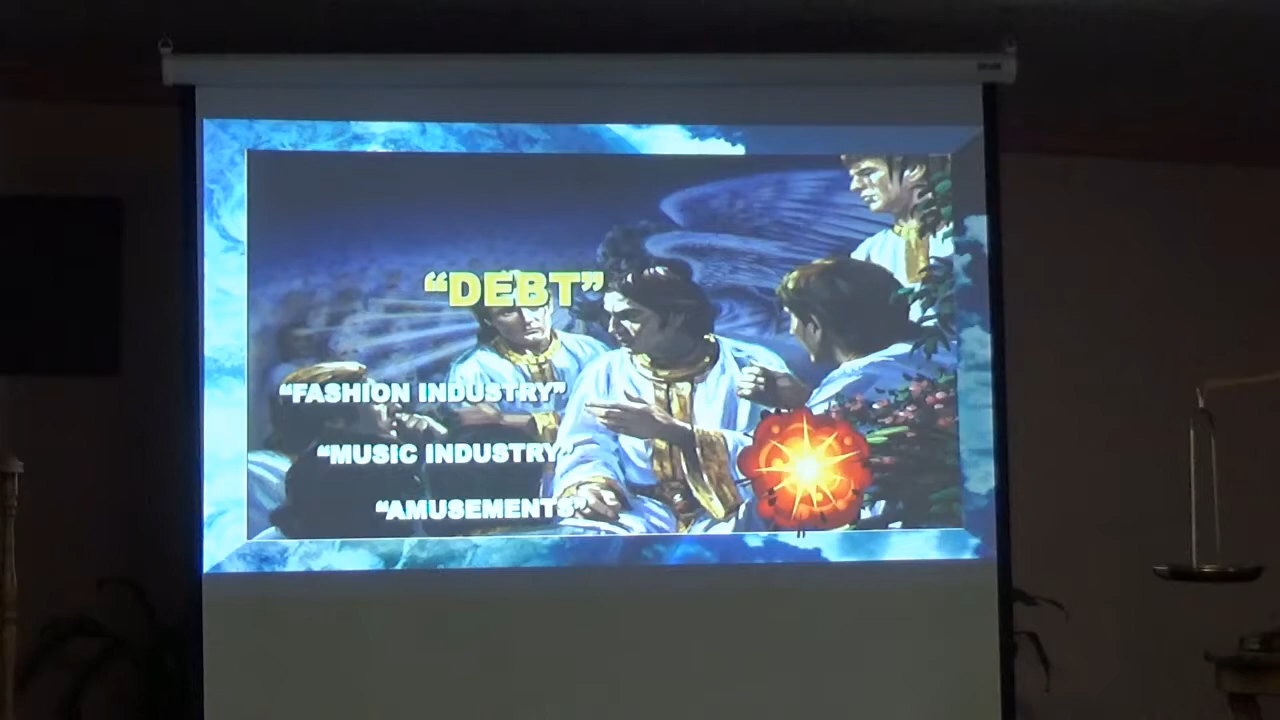 “DEBT”
“FASHION INDUSTRY”
“MUSIC INDUSTRY”
“AMUSEMENTS”